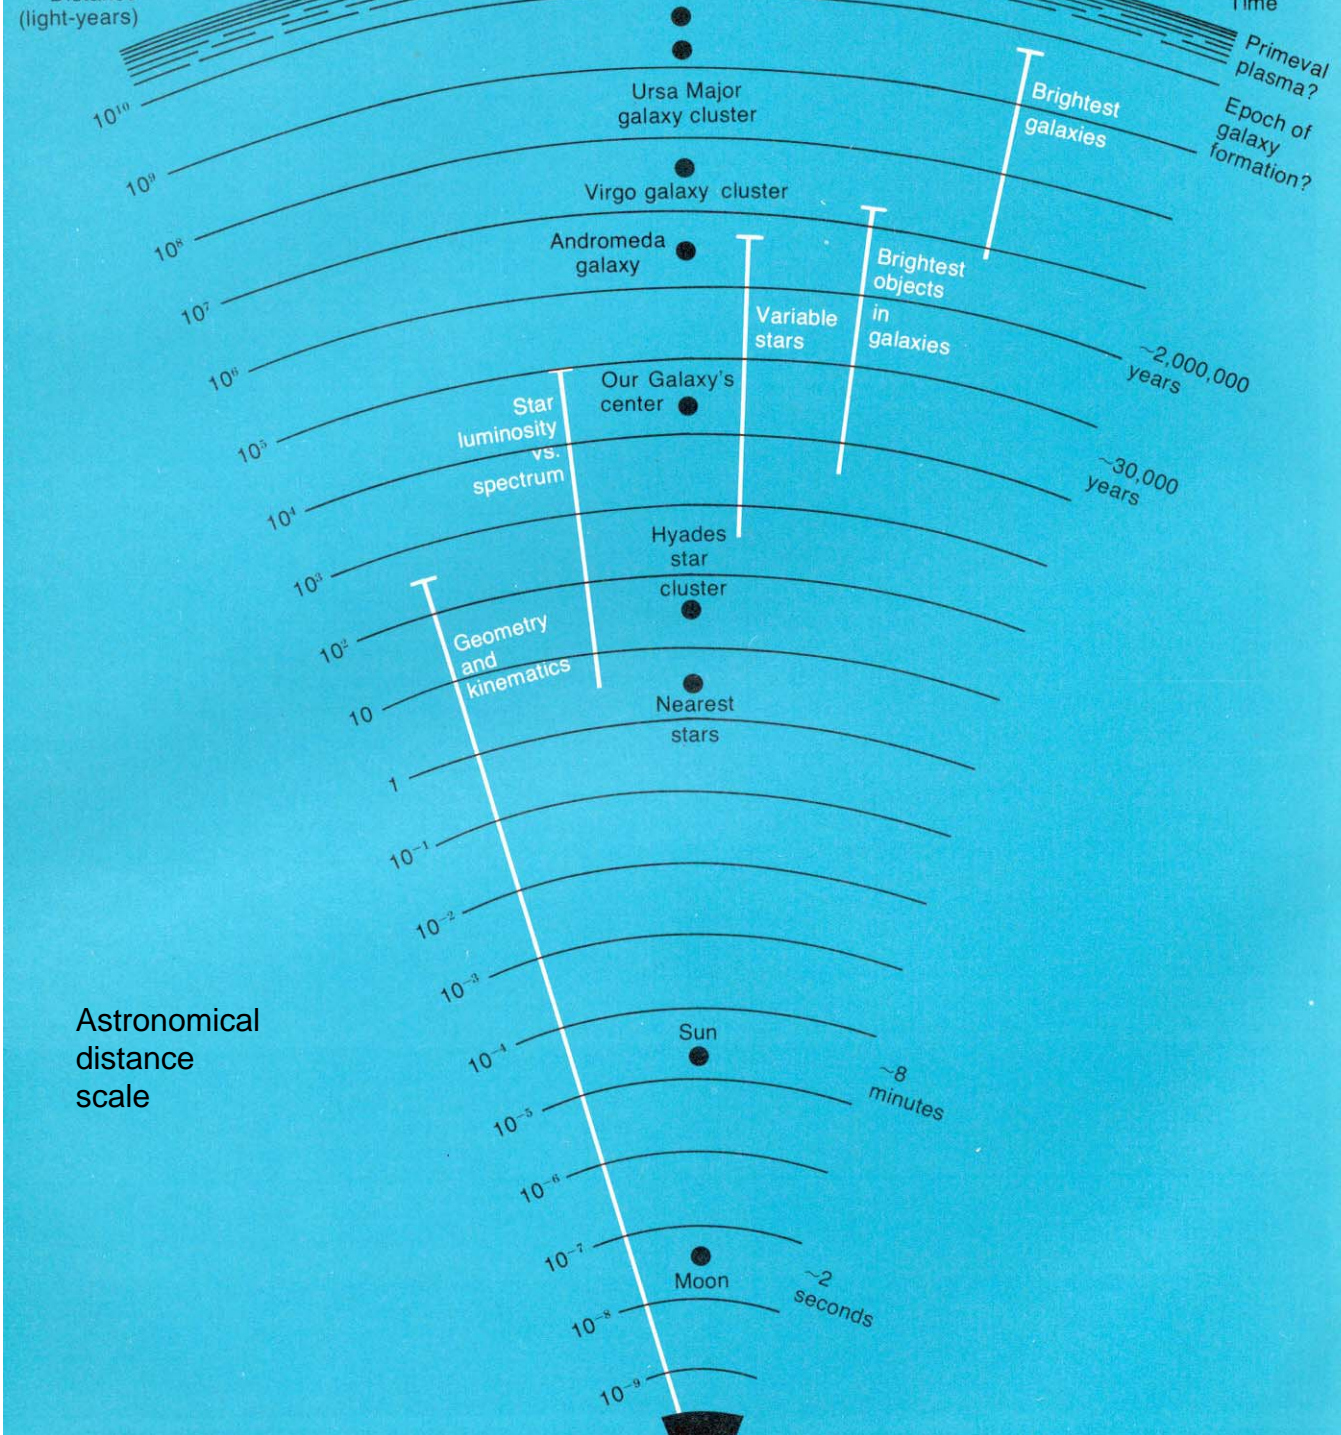 (light-years)
Time
Primeval
plasma?
Epoch of
galaxy
formation?
10¹⁰
10⁹
10⁸
10⁷
10⁶
10⁵
10⁴
10³
10²
10
1
10⁻¹
10⁻²
10⁻³
10⁻⁴
10⁻⁵
10⁻⁶
10⁻⁷
10⁻⁸
10⁻⁹
Ursa Major
galaxy cluster
Virgo galaxy cluster
Andromeda
galaxy
Our Galaxy's
center
Hyades
star
cluster
Nearest
stars
Sun
Moon
Brightest
galaxies
Brightest
objects
in
galaxies
Variable
stars
Star
luminosity
vs.
spectrum
Geometry
and
kinematics
~2,000,000
years
~30,000
years
~8
minutes
~2
seconds
Astronomical
distance
scale